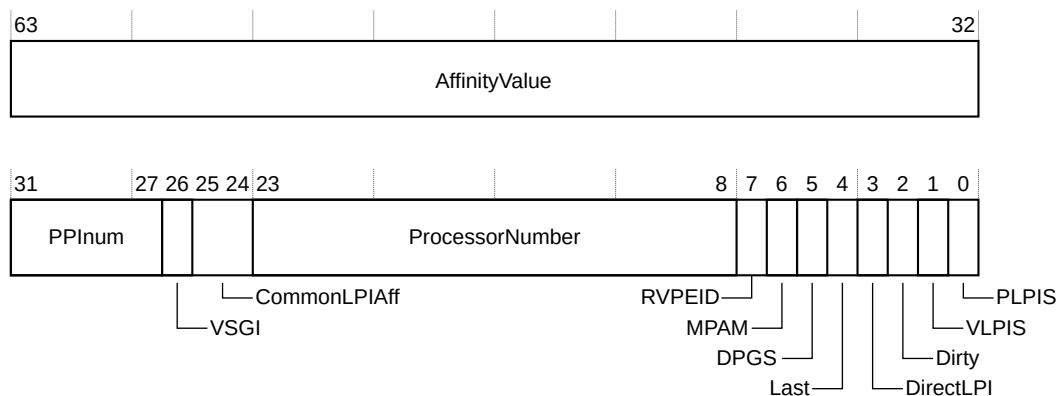 63 32
AffinityValue
31 27 26 25 24 23 8 7 6 5 4 3 2 1 0
PPInum ProcessorNumber
CommonLPIAff RVPEID PLPIS
VSGI MPAM VLPIS
DPGS Dirty
Last DirectLPI